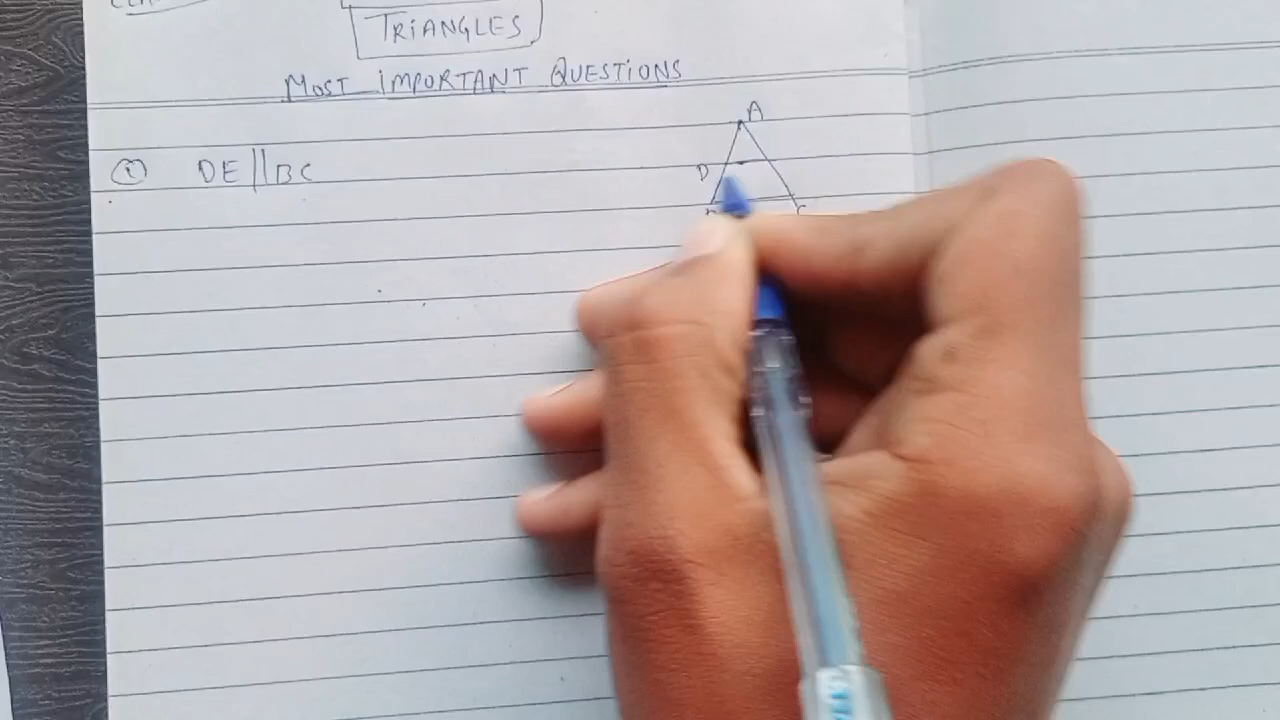 TRIANGLES
MOST IMPORTANT QUESTIONS
A
① DE||BC
D